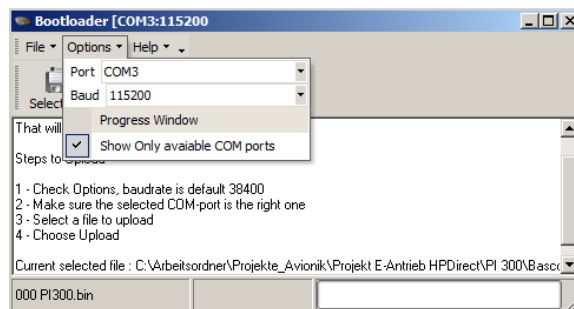 Bootloader [COM3:115200
File Options Help
Port COM3
Baud 115200
Progress Window
Show Only avaiable COM ports
Select
That will
Steps to Upload
1 - Check Options, baudrate is default 38400
2 - Make sure the selected COM-port is the right one
3 - Select a file to upload
4 - Choose Upload
Current selected file : C:\Arbeitsordner\Projekte_Avionik\Projekt E-Antrieb HPDirect\PI 300\Basco
000 PI300.bin